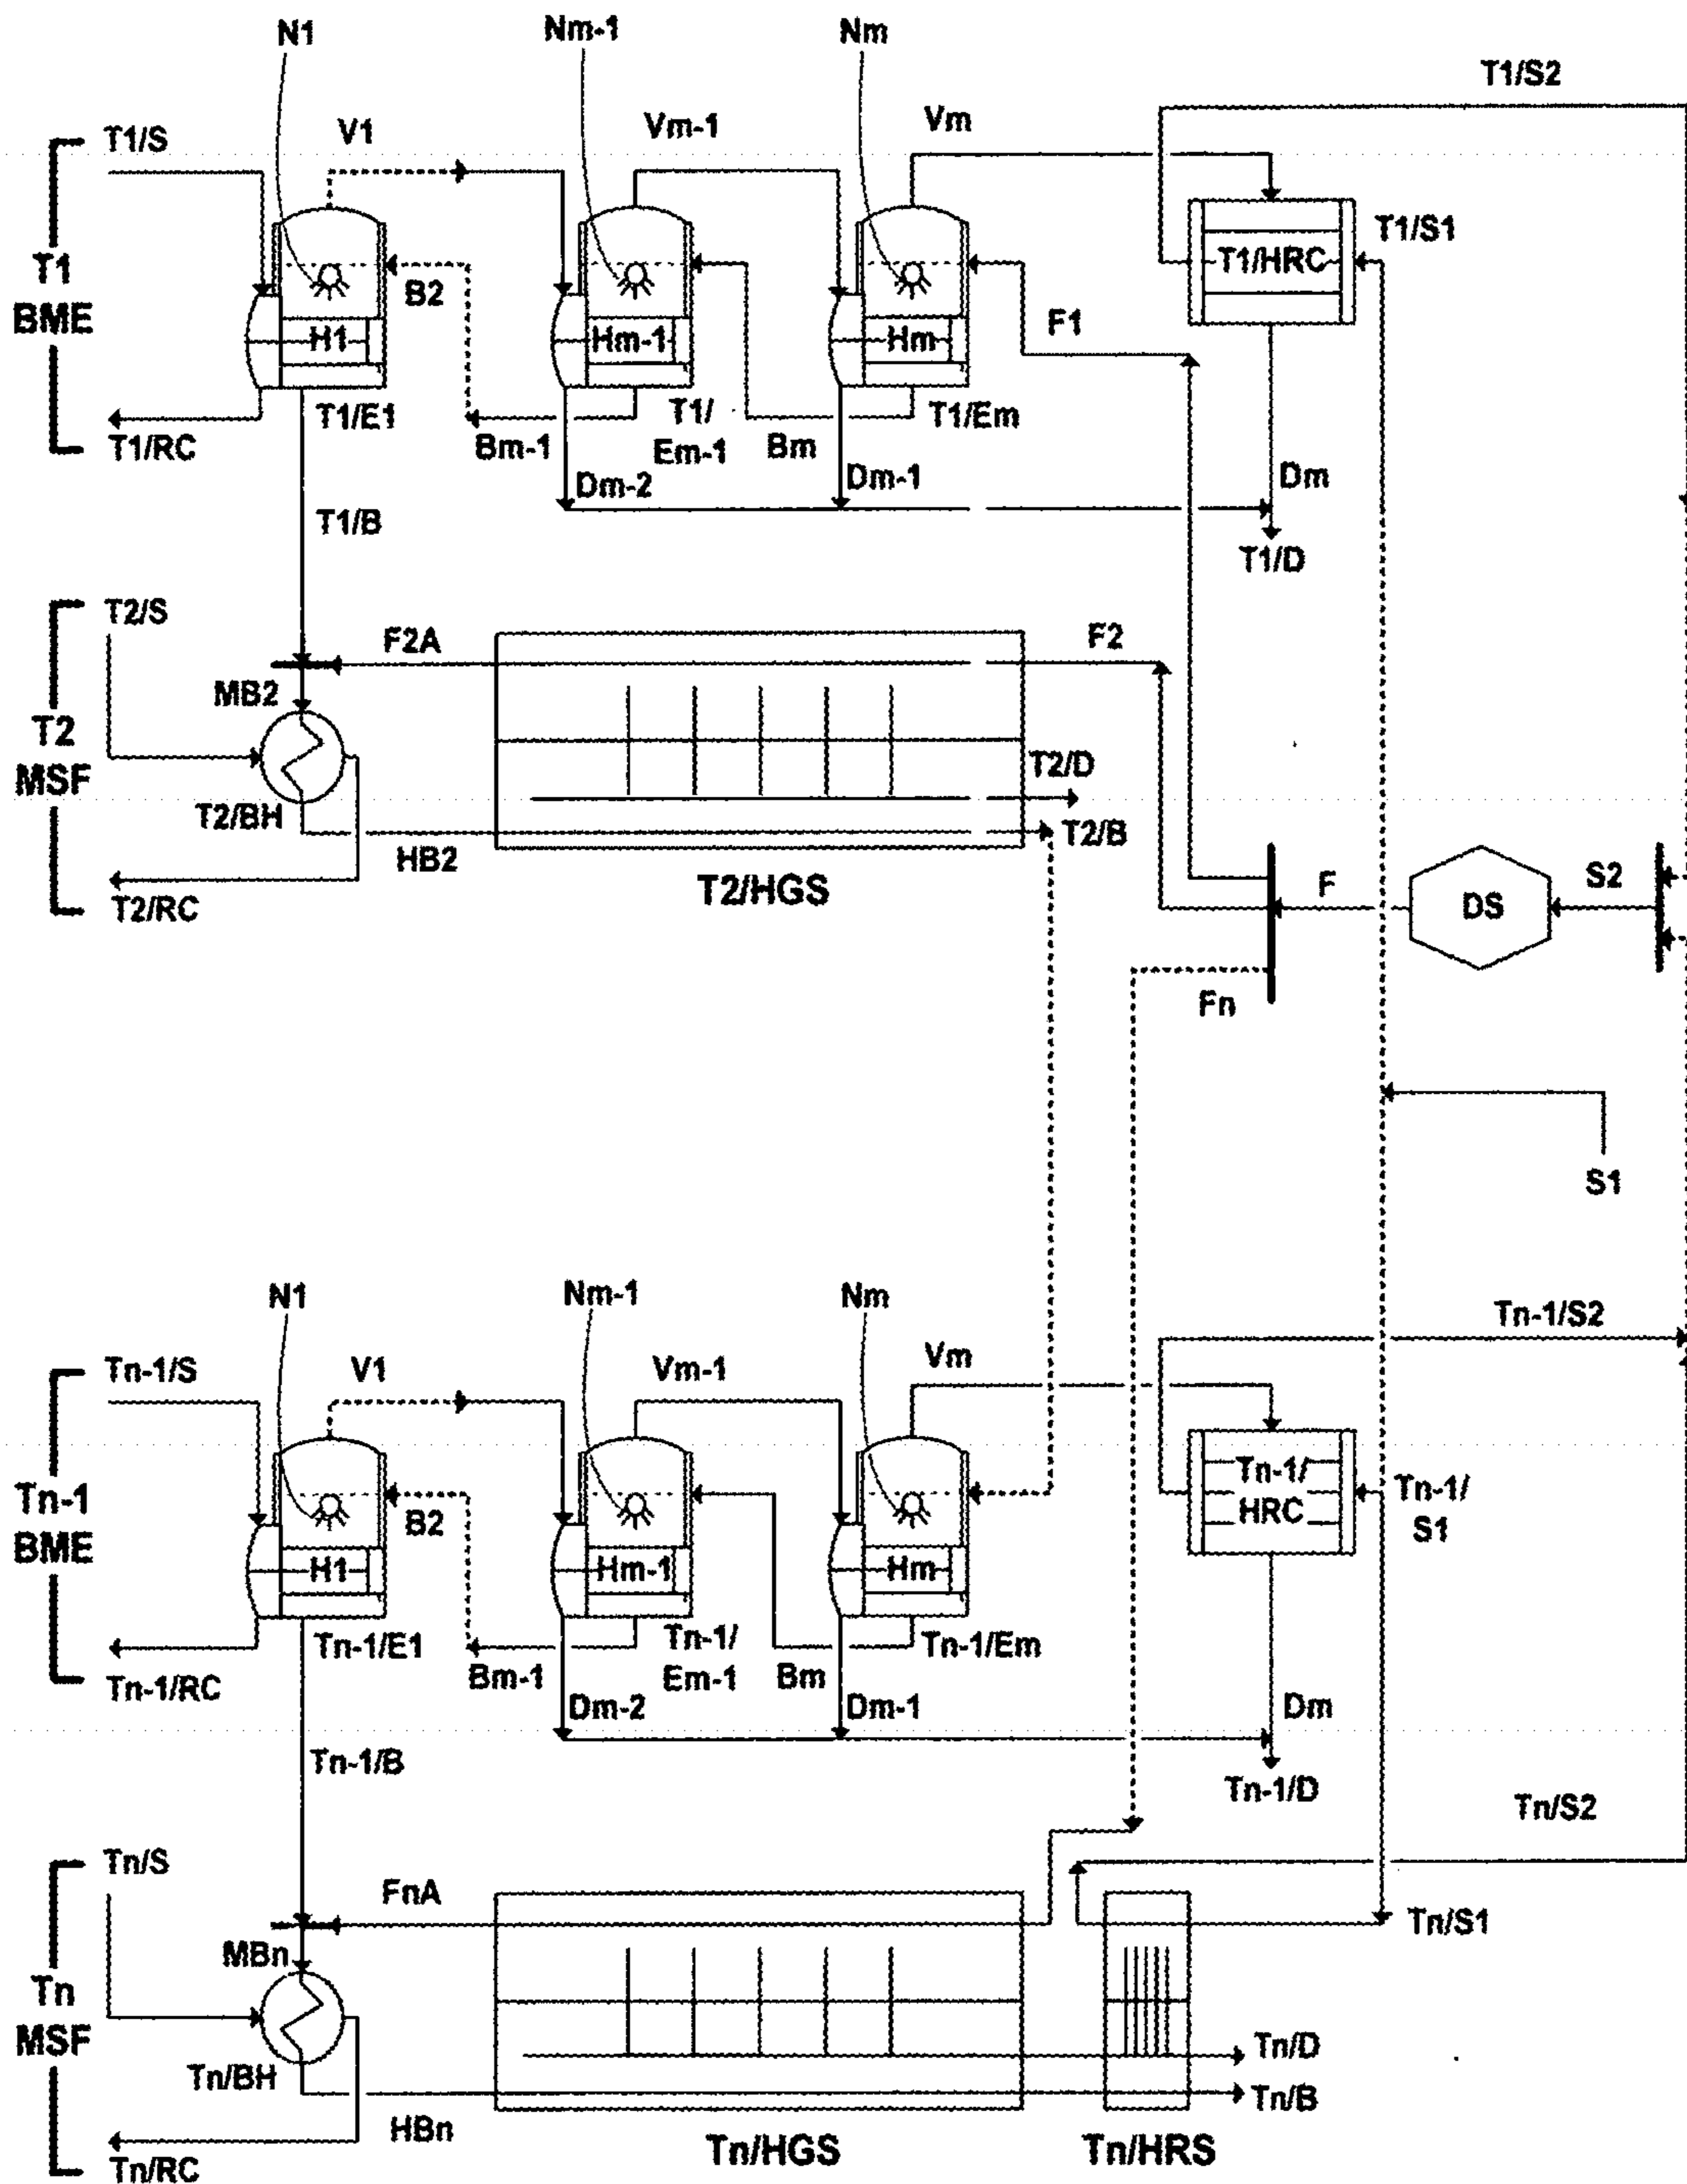 N1
Nm-1
Nm
T1/S2
T1/S
V1
Vm-1
Vm
T1
BME
B2
T1/HRC
T1/S1
F1
H1
Hm-1
Hm
T1/RC
T1/E1
Bm-1
T1/
Em-1
Bm
T1/Em
Dm-2
Dm-1
Dm
T1/B
T1/D
T2/S
F2A
F2
MB2
T2
MSF
T2/D
T2/BH
T2/B
HB2
T2/RC
T2/HGS
F
DS
S2
Fn
S1
N1
Nm-1
Nm
Tn-1/S2
Tn-1/S
V1
Vm-1
Vm
Tn-1
BME
B2
Tn-1/
HRC
Tn-1/
S1
H1
Hm-1
Hm
Tn-1/RC
Tn-1/E1
Bm-1
Tn-1/
Em-1
Bm
Tn-1/Em
Dm-2
Dm-1
Dm
Tn-1/B
Tn-1/D
Tn/S2
Tn/S
FnA
Tn/S1
MBn
Tn
MSF
Tn/BH
Tn/D
Tn/B
HBn
Tn/RC
Tn/HGS
Tn/HRS